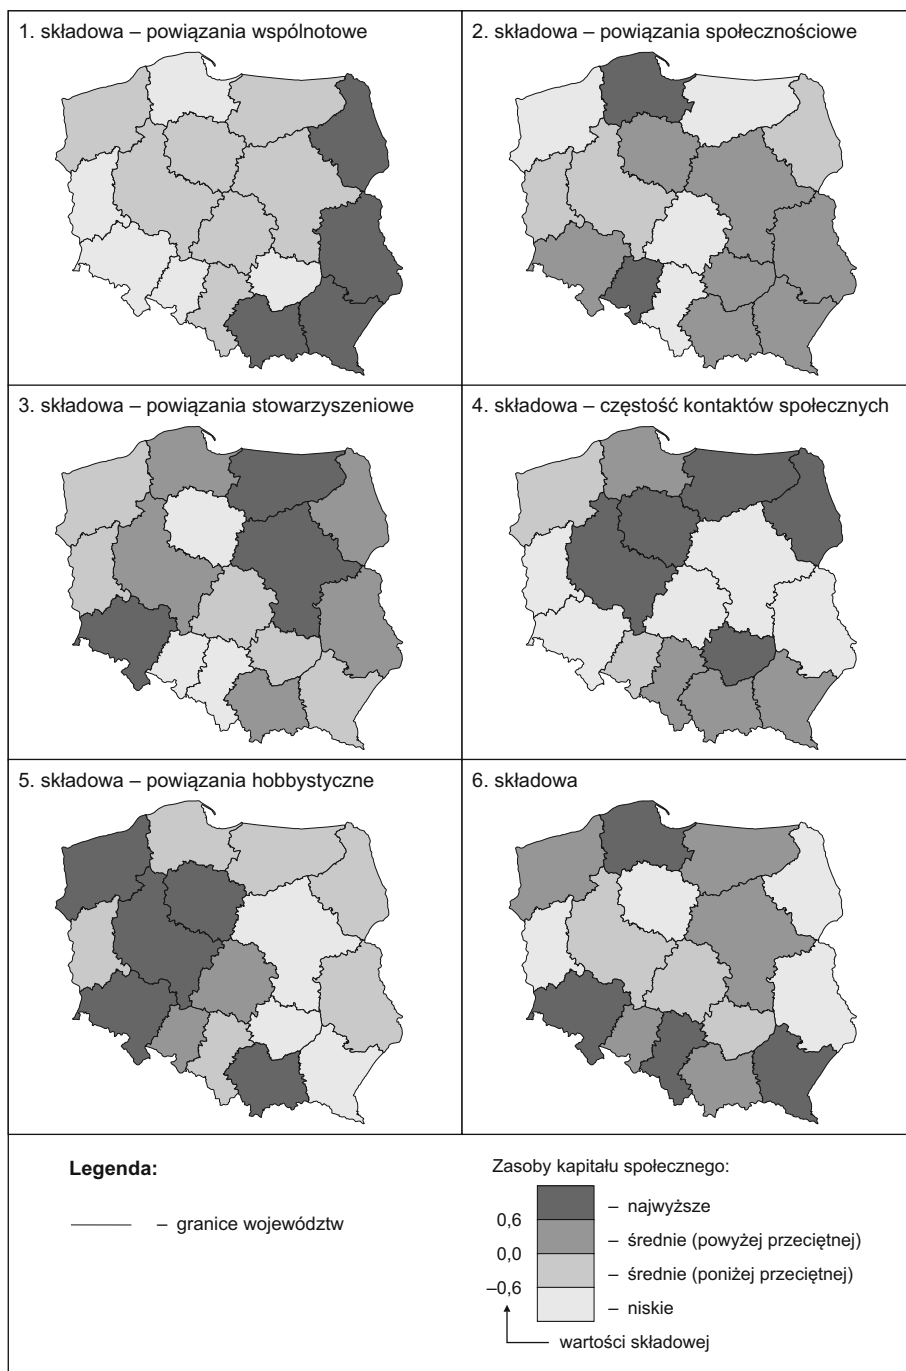 1. składowa – powiązania wspólnotowe
2. składowa – powiązania społecznościowe
3. składowa – powiązania stowarzyszeniowe
4. składowa – częstość kontaktów społecznych
5. składowa – powiązania hobbystyczne
6. składowa
Legenda:
– granice województw
Zasoby kapitału społecznego:
– najwyższe
0,6
– średnie (powyżej przeciętnej)
0,0
– średnie (poniżej przeciętnej)
–0,6
– niskie
wartości składowej